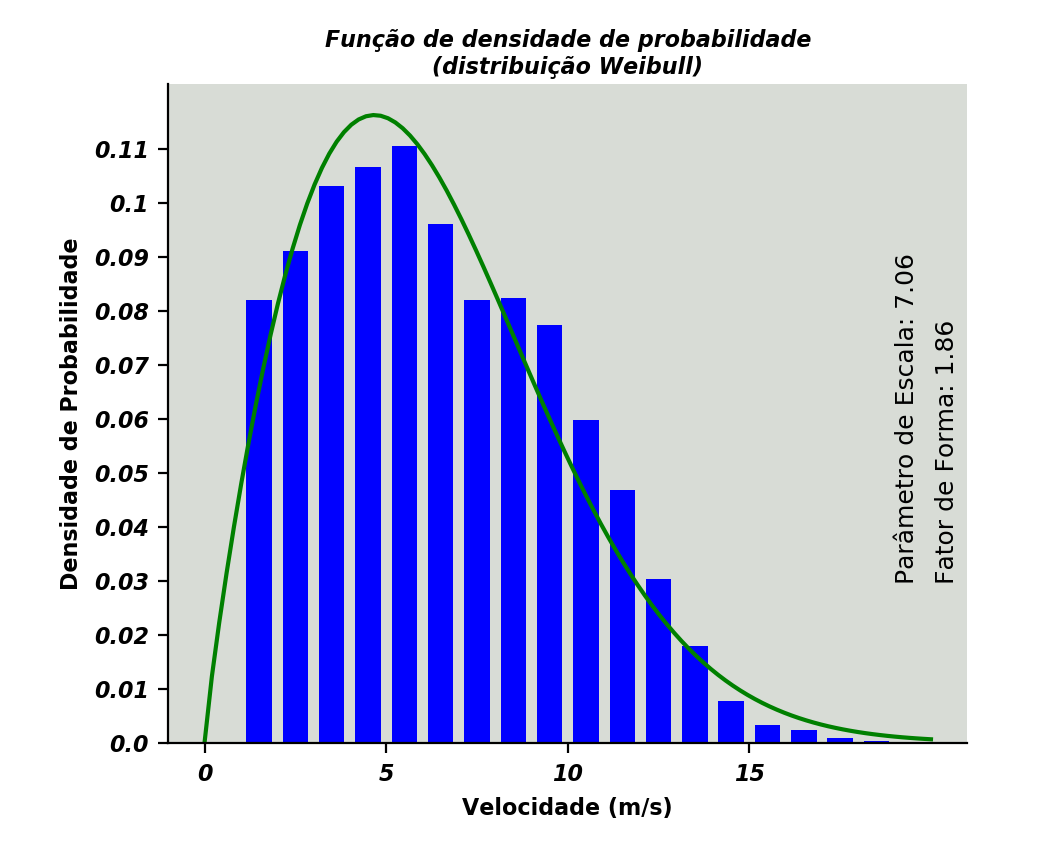 Função de densidade de probabilidade
(distribuição Weibull)
Densidade de Probabilidade
0.11
0.1
0.09
0.08
0.07
0.06
0.05
0.04
0.03
0.02
0.01
0.0
0
5
10
15
Velocidade (m/s)
Parâmetro de Escala: 7.06
Fator de Forma: 1.86